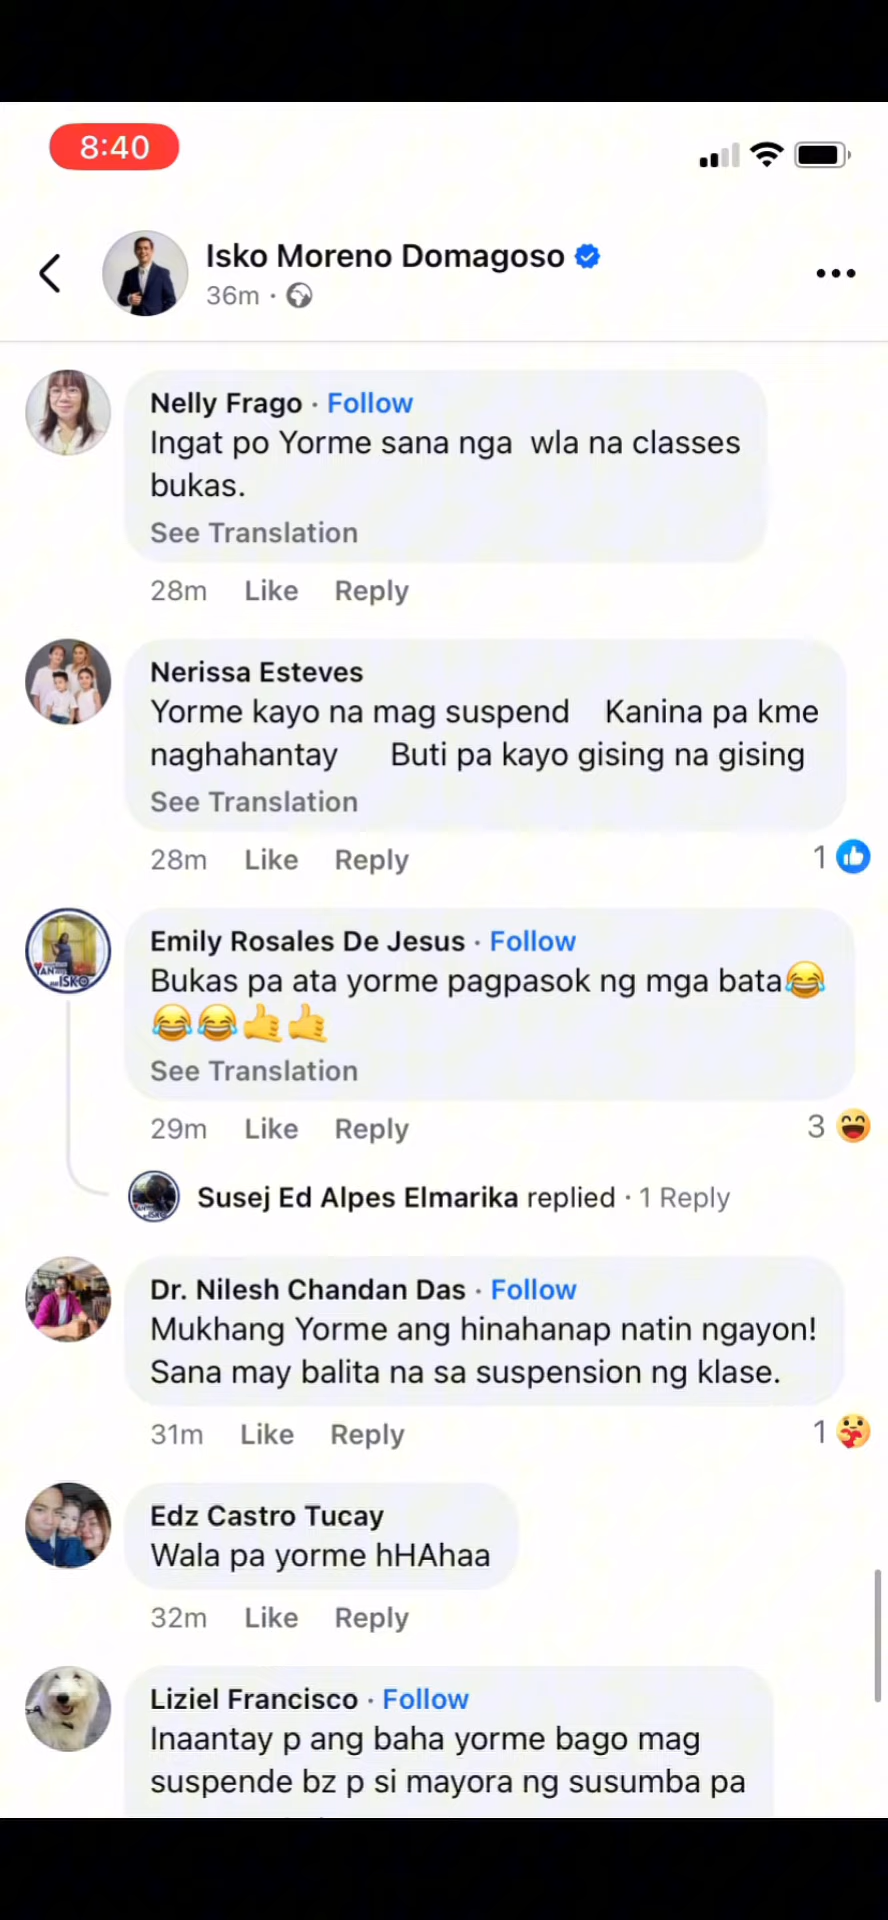 8:40
Isko Moreno Domagoso
36m ·
Nelly Frago · Follow
Ingat po Yorme sana nga wla na classes
bukas.
See Translation
28m Like Reply
Nerissa Esteves
Yorme kayo na mag suspend Kanina pa kme
naghahantay Buti pa kayo gising na gising
See Translation
28m Like Reply 1
Emily Rosales De Jesus · Follow
Bukas pa ata yorme pagpasok ng mga bata😂
😂😂🤙🤙
See Translation
29m Like Reply 3
YAN
ISKO
Susej Ed Alpes Elmarika replied · 1 Reply
Dr. Nilesh Chandan Das · Follow
Mukhang Yorme ang hinahanap natin ngayon!
Sana may balita na sa suspension ng klase.
31m Like Reply 1
Edz Castro Tucay
Wala pa yorme hHAhaa
32m Like Reply
Liziel Francisco · Follow
Inaantay p ang baha yorme bago mag
suspende bz p si mayora ng susumba pa